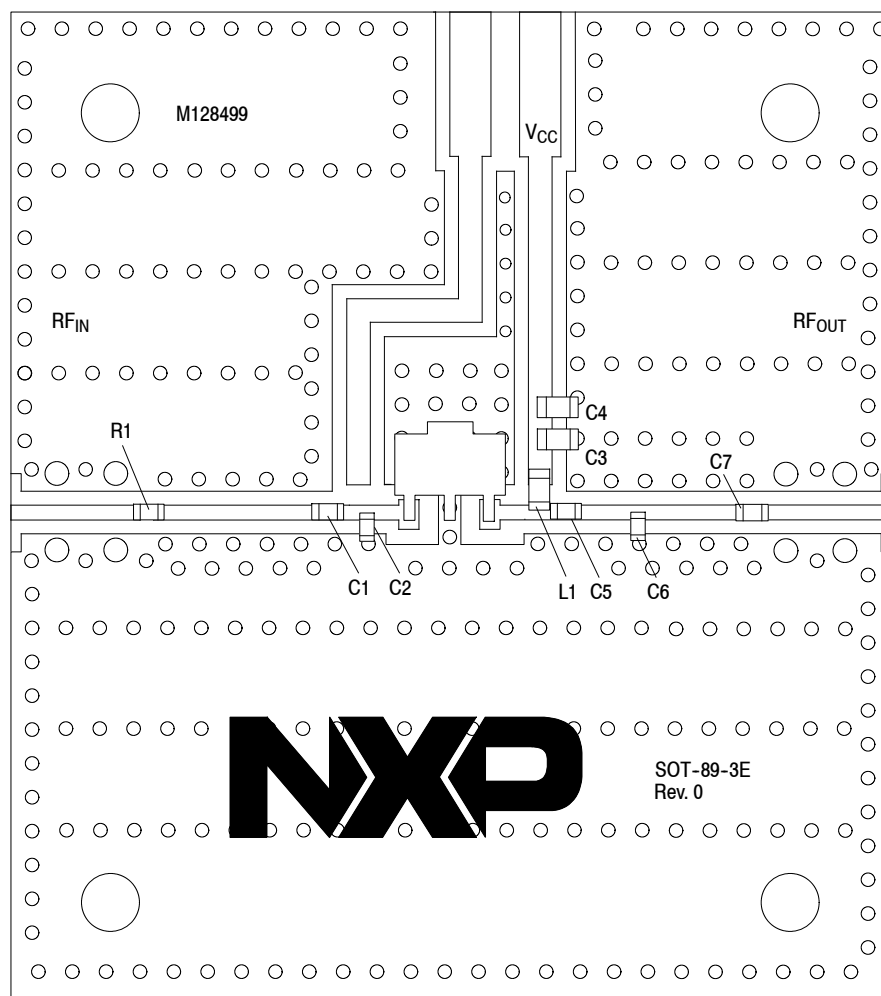 M128499
VCC
RFIN
RFOUT
C4
R1
C3
C7
C1
C2
L1
C5
C6
NXP
SOT-89-3E
Rev. 0